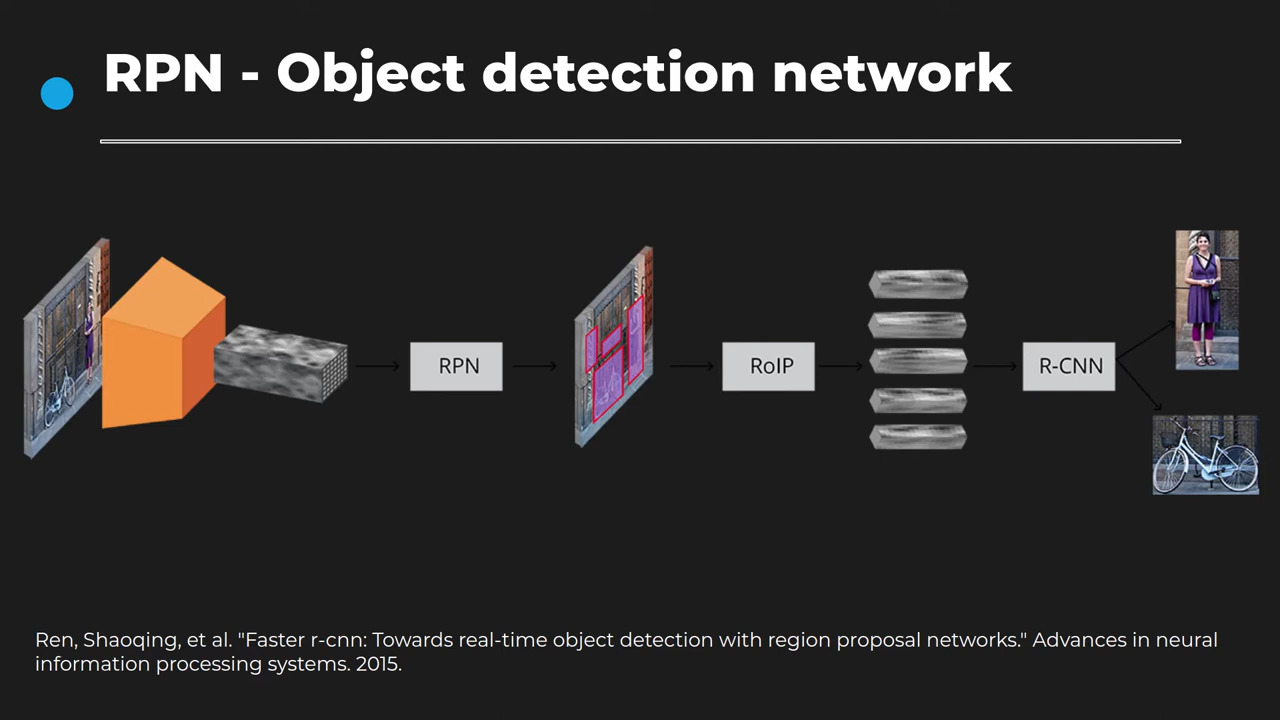 RPN - Object detection network
RPN
RoIP
R-CNN
Ren, Shaoqing, et al. "Faster r-cnn: Towards real-time object detection with region proposal networks." Advances in neural
information processing systems. 2015.